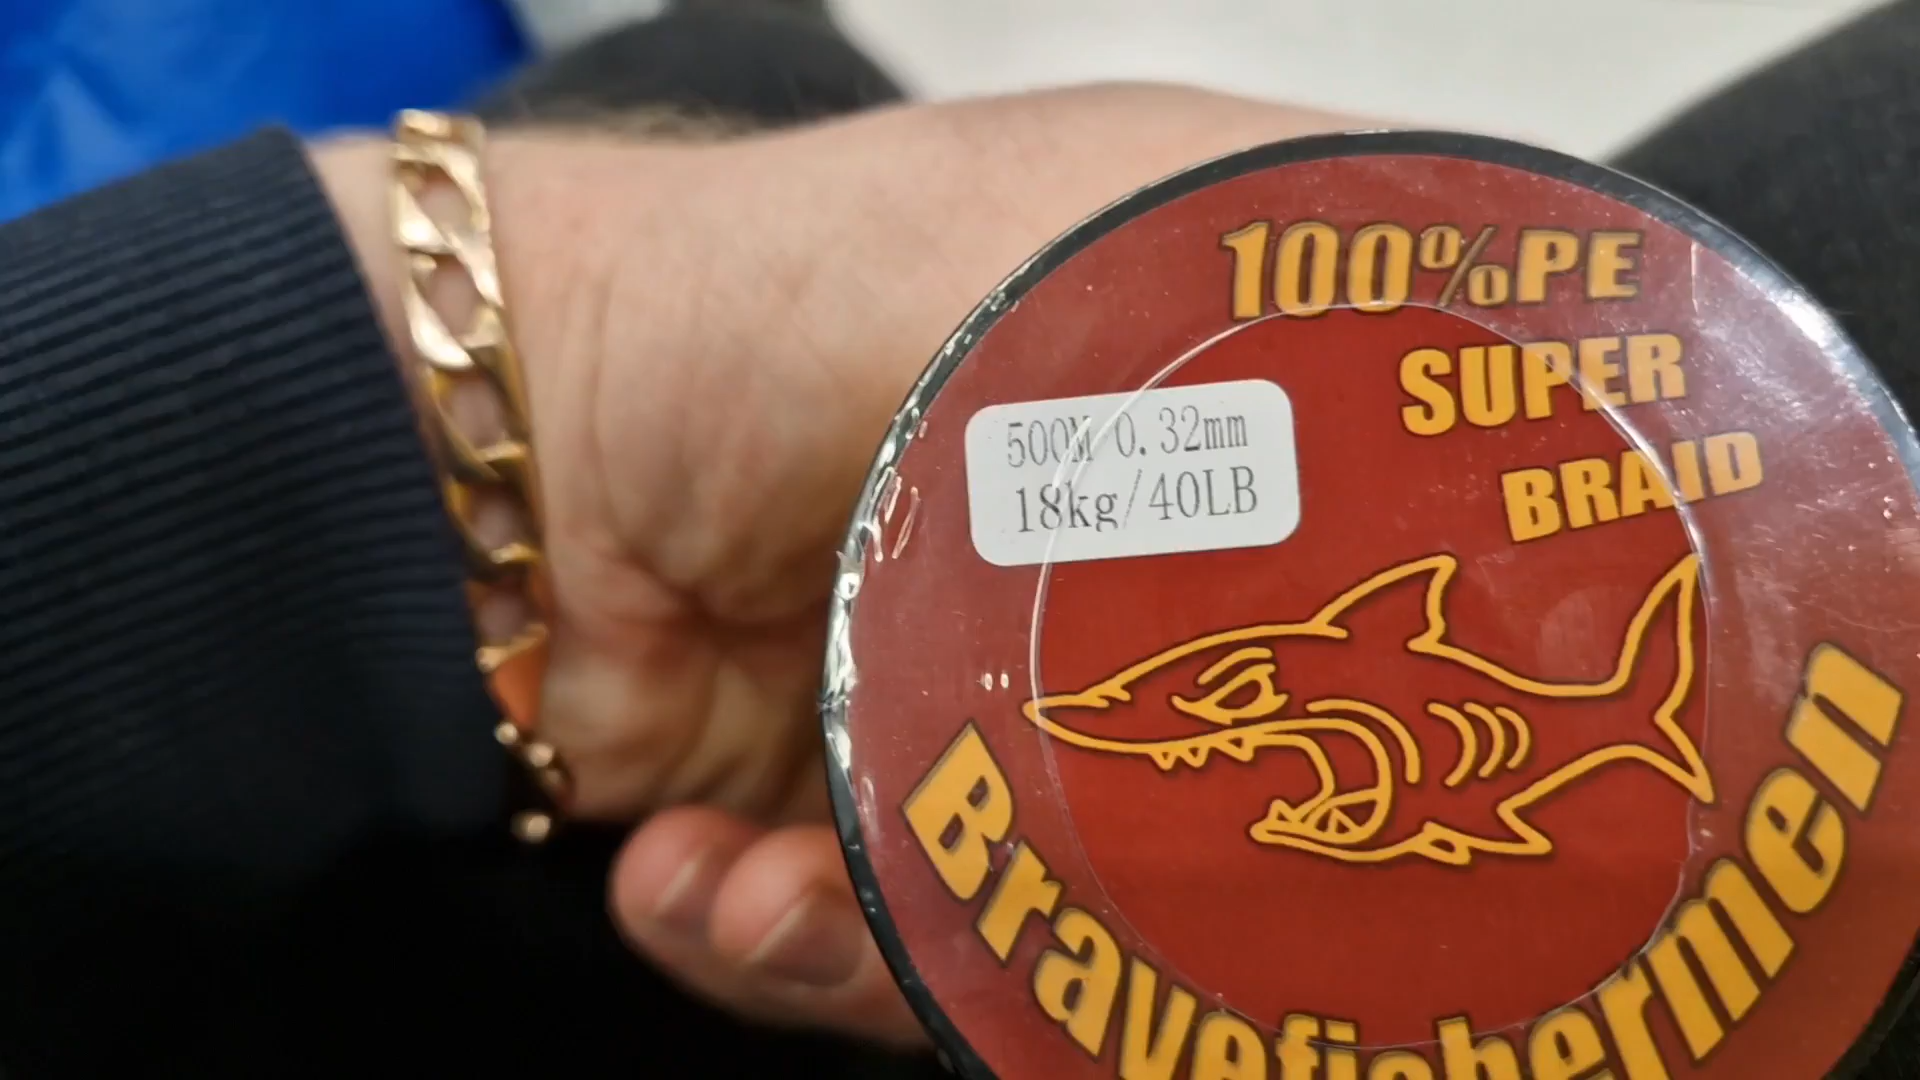 100%PE
SUPER
BRAID
500M 0.32mm
18kg/40LB
Bravefishermen